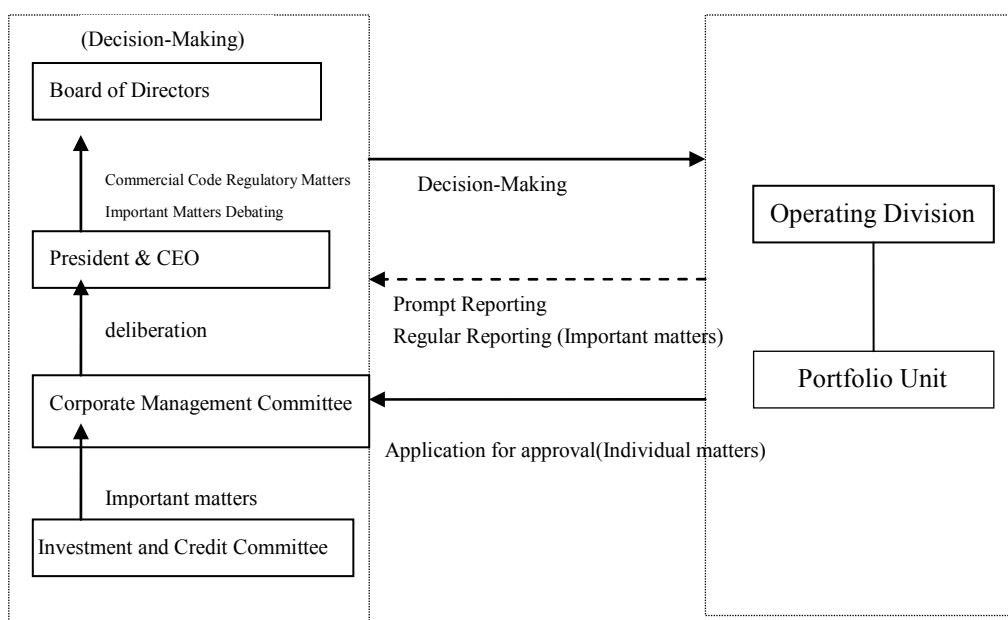 (Decision-Making)
Board of Directors
Commercial Code Regulatory Matters
Important Matters Debating
President & CEO
deliberation
Corporate Management Committee
Important matters
Investment and Credit Committee
Decision-Making
Prompt Reporting
Regular Reporting (Important matters)
Application for approval(Individual matters)
Operating Division
Portfolio Unit